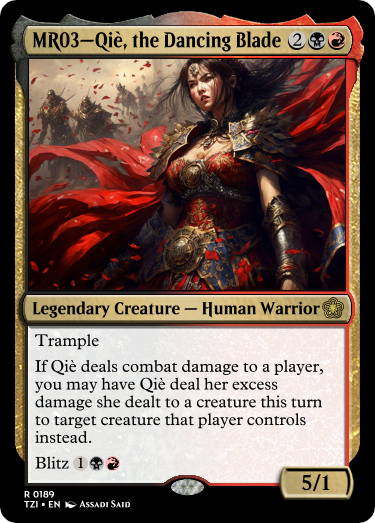 MR03—Qiè, the Dancing Blade 2
Legendary Creature — Human Warrior
Trample
If Qiè deals combat damage to a player,
you may have Qiè deal her excess
damage she dealt to a creature this turn
to target creature that player controls
instead.
Blitz 1
5/1
R 0189
TZI • EN Assadi Said